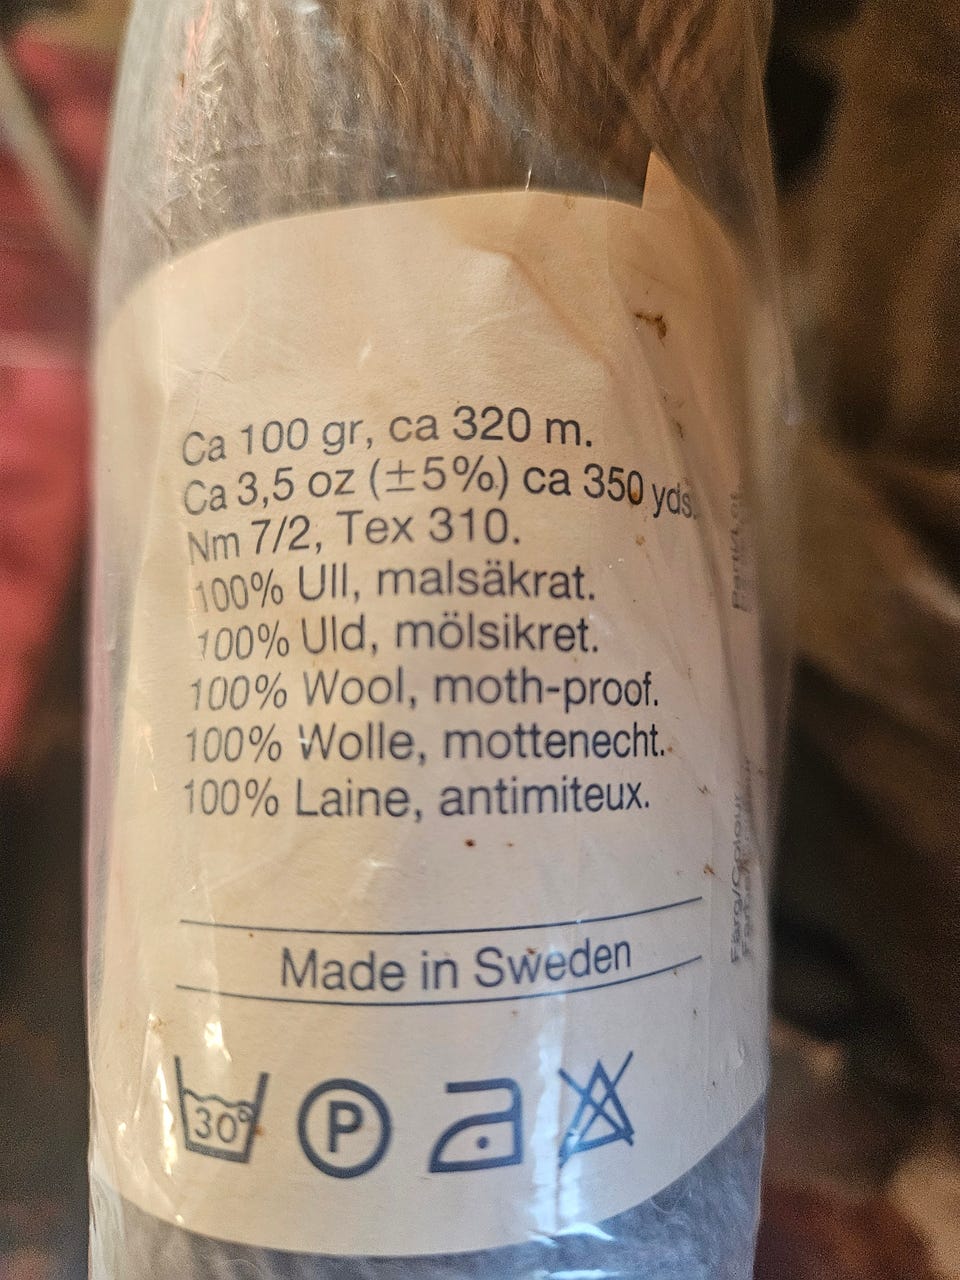 Ca 100 gr, ca 320 m.
Ca 3,5 oz (±5%) ca 350 yds.
Nm 7/2, Tex 310.
100% Ull, malsäkrat.
100% Uld, mölsikret.
100% Wool, moth-proof.
100% Wolle, mottenecht.
100% Laine, antimiteux.
Made in Sweden
30° P
Färg/Colour